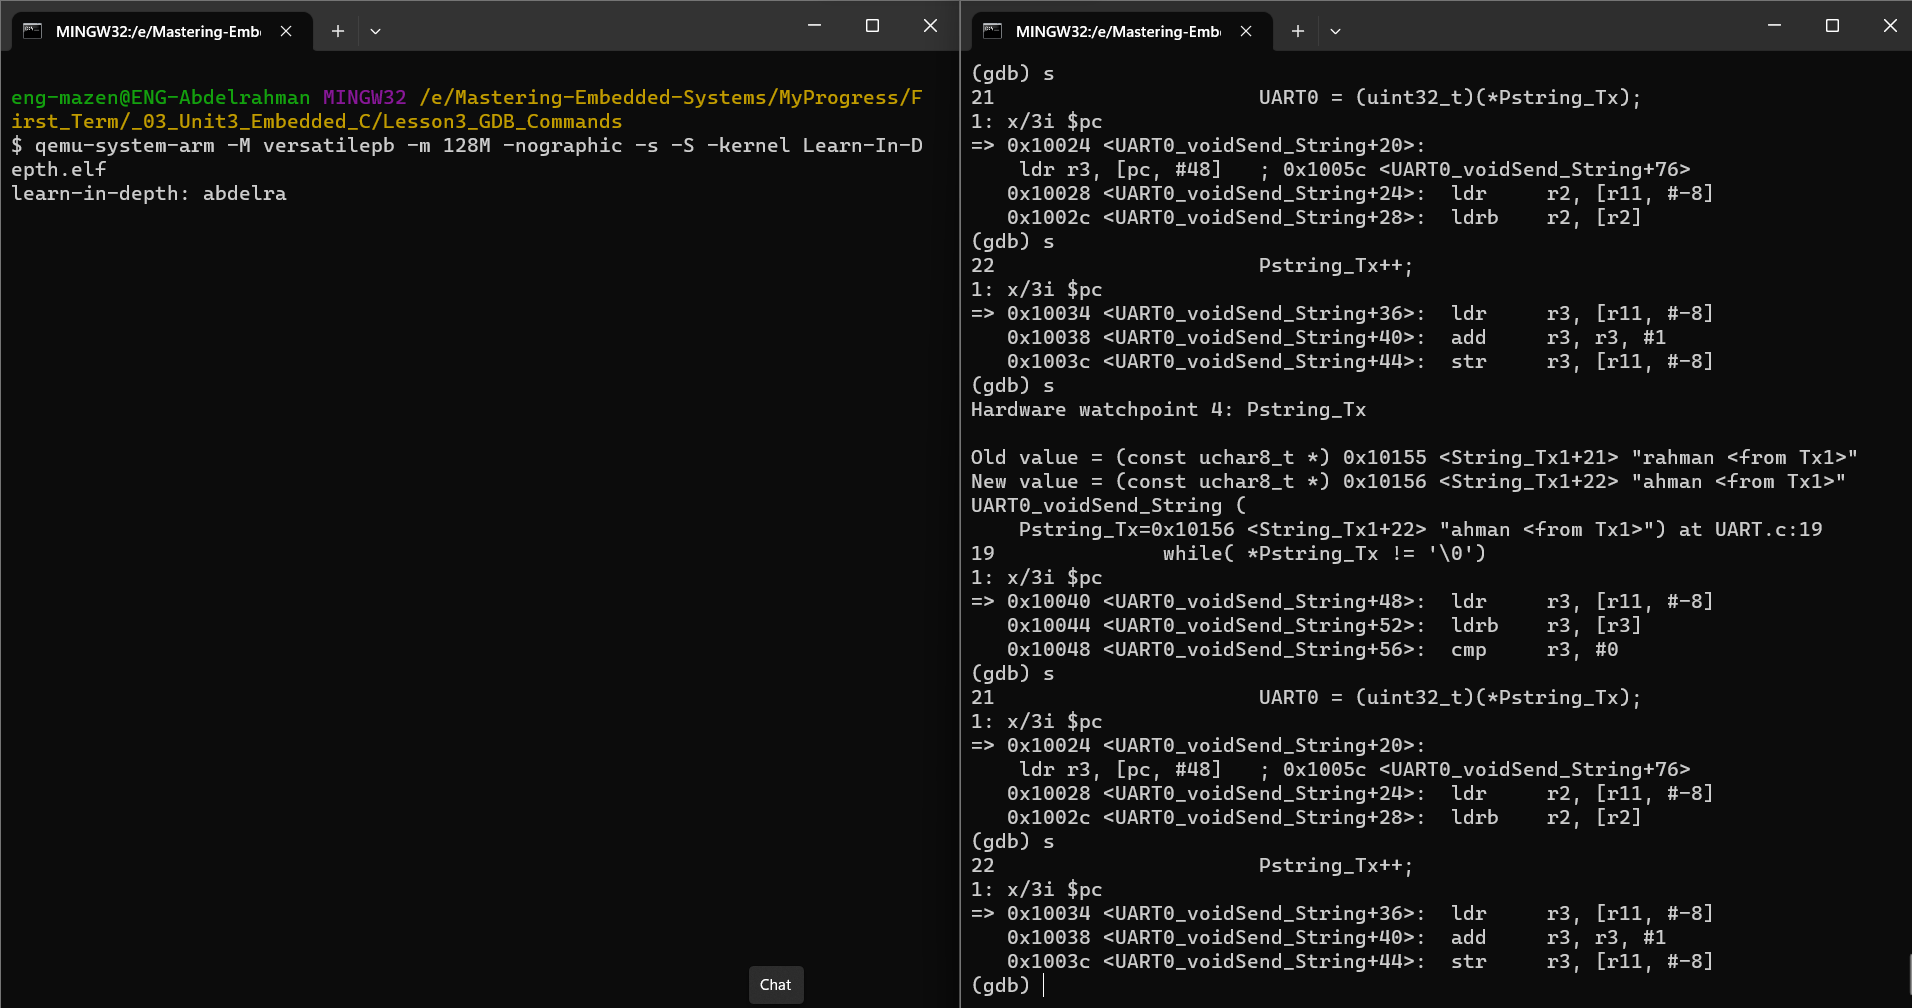 MINGW32:/e/Mastering-Emb
eng-mazen@ENG-Abdelrahman MINGW32 /e/Mastering-Embedded-Systems/MyProgress/F
irst_Term/_03_Unit3_Embedded_C/Lesson3_GDB_Commands
$ qemu-system-arm -M versatilepb -m 128M -nographic -s -S -kernel Learn-In-D
epth.elf
learn-in-depth: abdelra
Chat
MINGW32:/e/Mastering-Emb
(gdb) s
21                      UART0 = (uint32_t)(*Pstring_Tx);
1: x/3i $pc
=> 0x10024 <UART0_voidSend_String+20>:
    ldr r3, [pc, #48]   ; 0x1005c <UART0_voidSend_String+76>
   0x10028 <UART0_voidSend_String+24>:  ldr     r2, [r11, #-8]
   0x1002c <UART0_voidSend_String+28>:  ldrb    r2, [r2]
(gdb) s
22                      Pstring_Tx++;
1: x/3i $pc
=> 0x10034 <UART0_voidSend_String+36>:  ldr     r3, [r11, #-8]
   0x10038 <UART0_voidSend_String+40>:  add     r3, r3, #1
   0x1003c <UART0_voidSend_String+44>:  str     r3, [r11, #-8]
(gdb) s
Hardware watchpoint 4: Pstring_Tx
Old value = (const uchar8_t *) 0x10155 <String_Tx1+21> "rahman <from Tx1>"
New value = (const uchar8_t *) 0x10156 <String_Tx1+22> "ahman <from Tx1>"
UART0_voidSend_String (
    Pstring_Tx=0x10156 <String_Tx1+22> "ahman <from Tx1>") at UART.c:19
19              while( *Pstring_Tx != '\0')
1: x/3i $pc
=> 0x10040 <UART0_voidSend_String+48>:  ldr     r3, [r11, #-8]
   0x10044 <UART0_voidSend_String+52>:  ldrb    r3, [r3]
   0x10048 <UART0_voidSend_String+56>:  cmp     r3, #0
(gdb) s
21                      UART0 = (uint32_t)(*Pstring_Tx);
1: x/3i $pc
=> 0x10024 <UART0_voidSend_String+20>:
    ldr r3, [pc, #48]   ; 0x1005c <UART0_voidSend_String+76>
   0x10028 <UART0_voidSend_String+24>:  ldr     r2, [r11, #-8]
   0x1002c <UART0_voidSend_String+28>:  ldrb    r2, [r2]
(gdb) s
22                      Pstring_Tx++;
1: x/3i $pc
=> 0x10034 <UART0_voidSend_String+36>:  ldr     r3, [r11, #-8]
   0x10038 <UART0_voidSend_String+40>:  add     r3, r3, #1
   0x1003c <UART0_voidSend_String+44>:  str     r3, [r11, #-8]
(gdb)